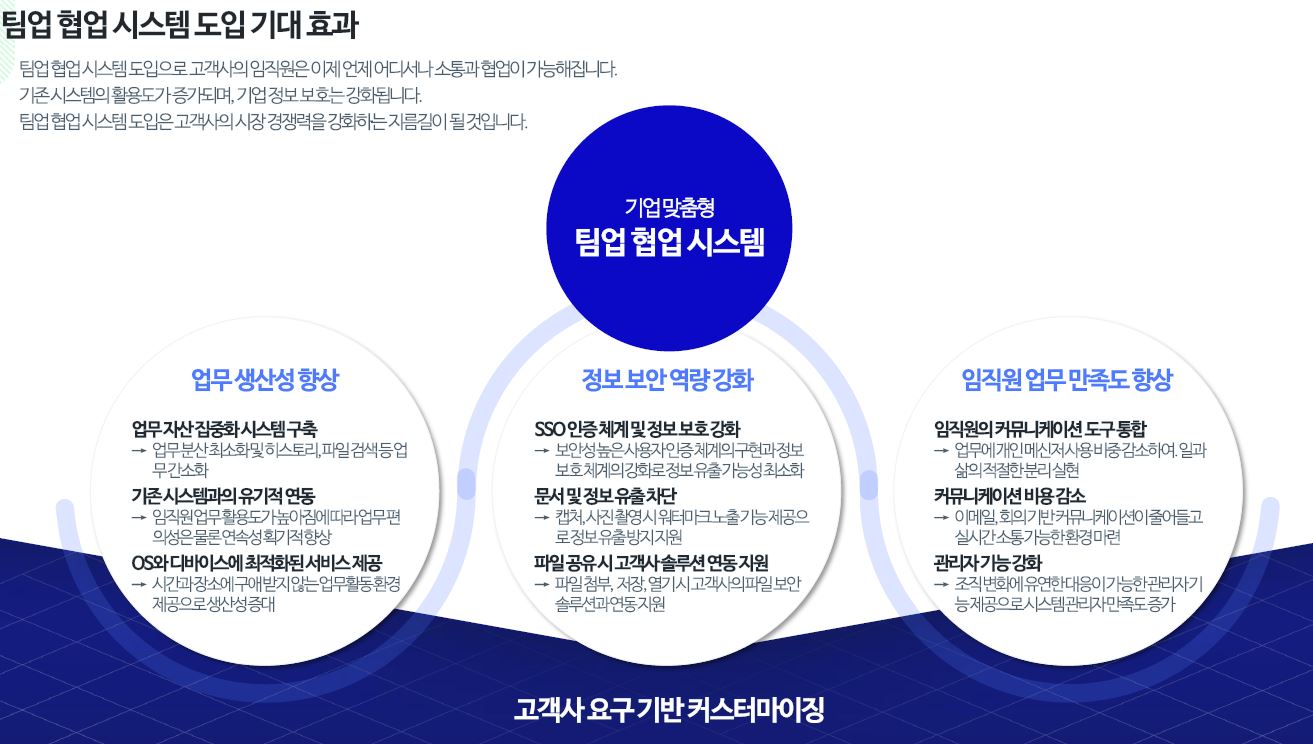 팀업 협업 시스템 도입 기대 효과
팀업 협업 시스템 도입으로 고객사의 임직원은 이제 언제 어디서나 소통과 협업이 가능해집니다.
기존 시스템의 활용도가 증가되며, 기업 정보 보호는 강화됩니다.
팀업 협업 시스템 도입은 고객사의 시장 경쟁력을 강화하는 지름길이 될 것입니다.
기업 맞춤형
팀업 협업 시스템
업무 생산성 향상
업무 자산 집중화 시스템 구축
→ 업무 분산 최소화 및 히스토리, 파일 검색 등 업
무 간소화
기존 시스템과의 유기적 연동
→ 임직원 업무 활용도가 높아짐에 따라 업무 편
의성은 물론 연속성 획기적 향상
OS와 디바이스에 최적화된 서비스 제공
→ 시간과 장소에 구애 받지 않는 업무 활동 환경
제공으로 생산성 증대
정보 보안 역량 강화
SSO 인증 체계 및 정보 보호 강화
→ 보안성 높은 사용자 인증 체계의 구현과 정보
보호 체계의 강화로 정보 유출 가능성 최소화
문서 및 정보 유출 차단
→ 캡처, 사진 촬영 시 워터마크 노출 기능 제공으
로 정보 유출 방지 지원
파일 공유 시 고객사 솔루션 연동 지원
→ 파일 첨부, 저장, 열기 시 고객사의 파일 보안
솔루션과 연동 지원
임직원 업무 만족도 향상
임직원의 커뮤니케이션 도구 통합
→ 업무에 개인 메신저 사용 비중 감소하여. 일과
삶의 적절한 분리 실현
커뮤니케이션 비용 감소
→ 이메일, 회의 기반 커뮤니케이션이 줄어들고
실시간 소통 가능한 환경 마련
관리자 기능 강화
→ 조직 변화에 유연한 대응이 가능한 관리자 기
능 제공으로 시스템 관리자 만족도 증가
고객사 요구 기반 커스터마이징